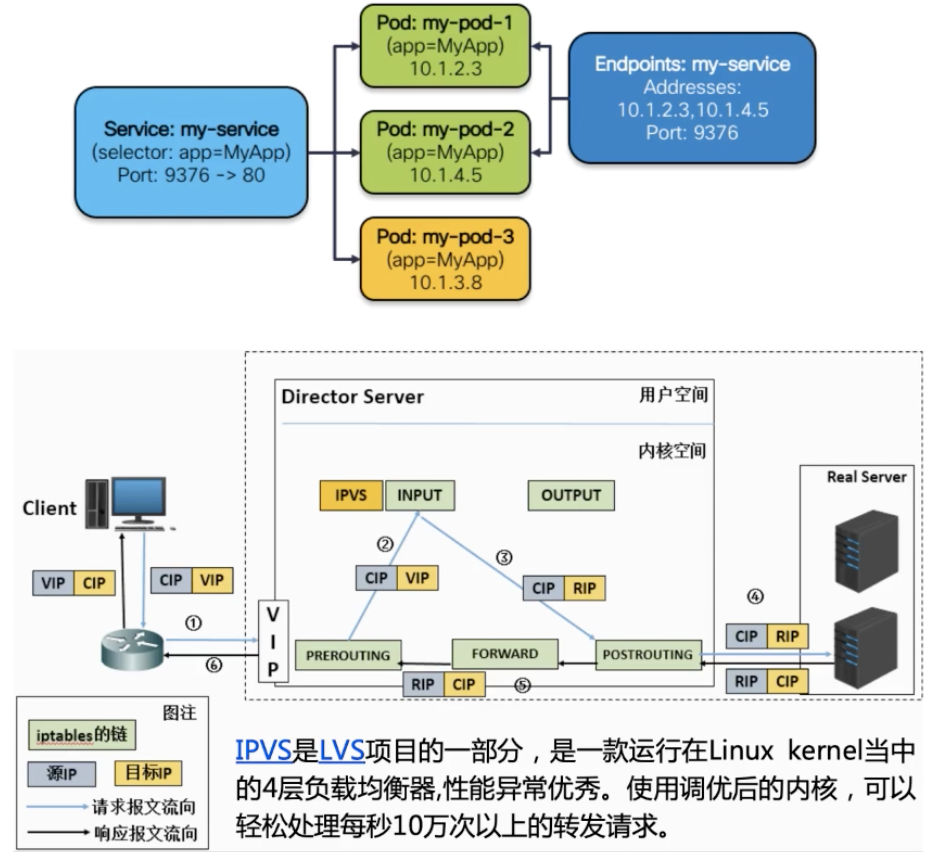 Pod: my-pod-1
(app=MyApp)
10.1.2.3
Service: my-service
(selector: app=MyApp)
Port: 9376 -> 80
Pod: my-pod-2
(app=MyApp)
10.1.4.5
Endpoints: my-service
Addresses:
10.1.2.3,10.1.4.5
Port: 9376
Pod: my-pod-3
(app=MyApp)
10.1.3.8
Director Server
用户空间
内核空间
Real Server
Client
IPVS
INPUT
OUTPUT
②
③
CIP VIP
CIP RIP
VIP CIP
CIP VIP
①
⑥
VIP
PREROUTING
FORWARD
POSTROUTING
RIP CIP
⑤
④
CIP RIP
RIP CIP
图注
iptables的链
源IP
目标IP
请求报文流向
响应报文流向
IPVS是LVS项目的一部分，是一款运行在Linux kernel当中
的4层负载均衡器,性能异常优秀。使用调优后的内核，可以
轻松处理每秒10万次以上的转发请求。